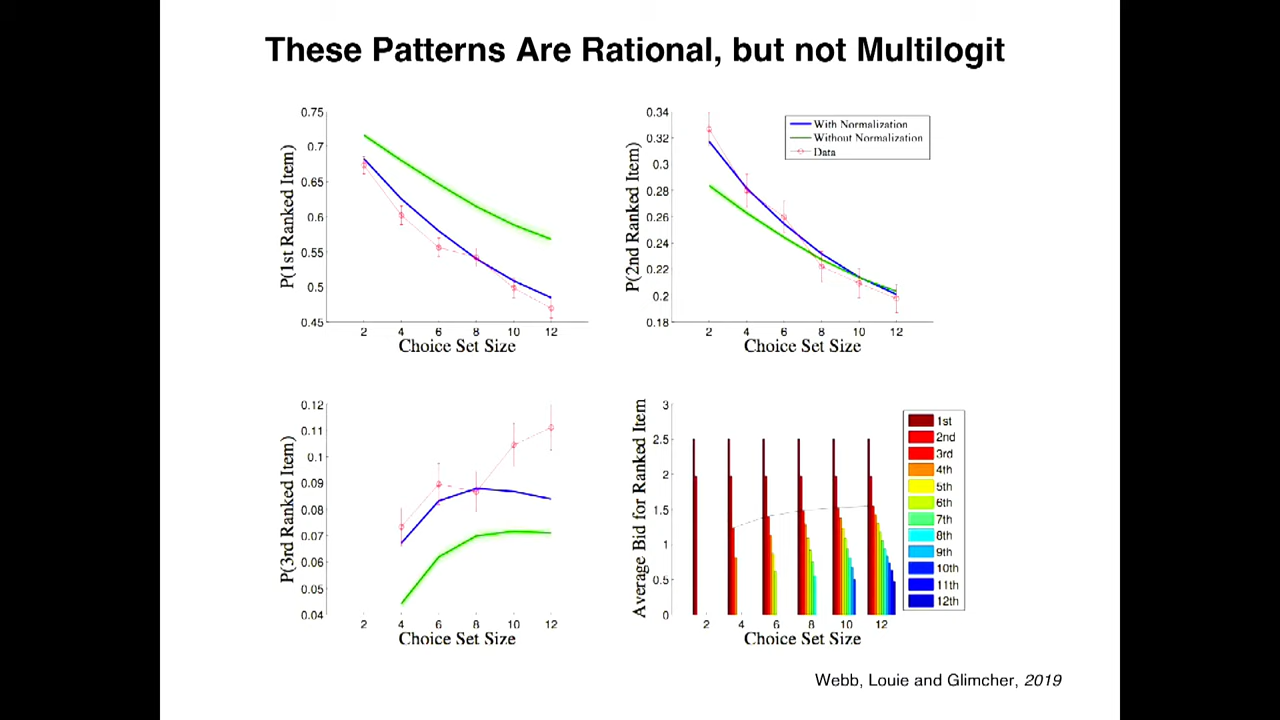 These Patterns Are Rational, but not Multilogit
0.75
0.7
0.65
0.6
0.55
0.5
0.45
P(1st Ranked Item)
2 4 6 8 10 12
Choice Set Size
0.34
0.32
0.3
0.28
0.26
0.24
0.22
0.2
0.18
P(2nd Ranked Item)
With Normalization
Without Normalization
Data
2 4 6 8 10 12
Choice Set Size
0.12
0.11
0.1
0.09
0.08
0.07
0.06
0.05
0.04
P(3rd Ranked Item)
2 4 6 8 10 12
Choice Set Size
3
2.5
2
1.5
1
0.5
0
Average Bid for Ranked Item
1st
2nd
3rd
4th
5th
6th
7th
8th
9th
10th
11th
12th
2 4 6 8 10 12
Choice Set Size
Webb, Louie and Glimcher, 2019